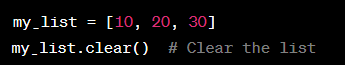 my_list = [10, 20, 30]
my_list.clear()  # Clear the list